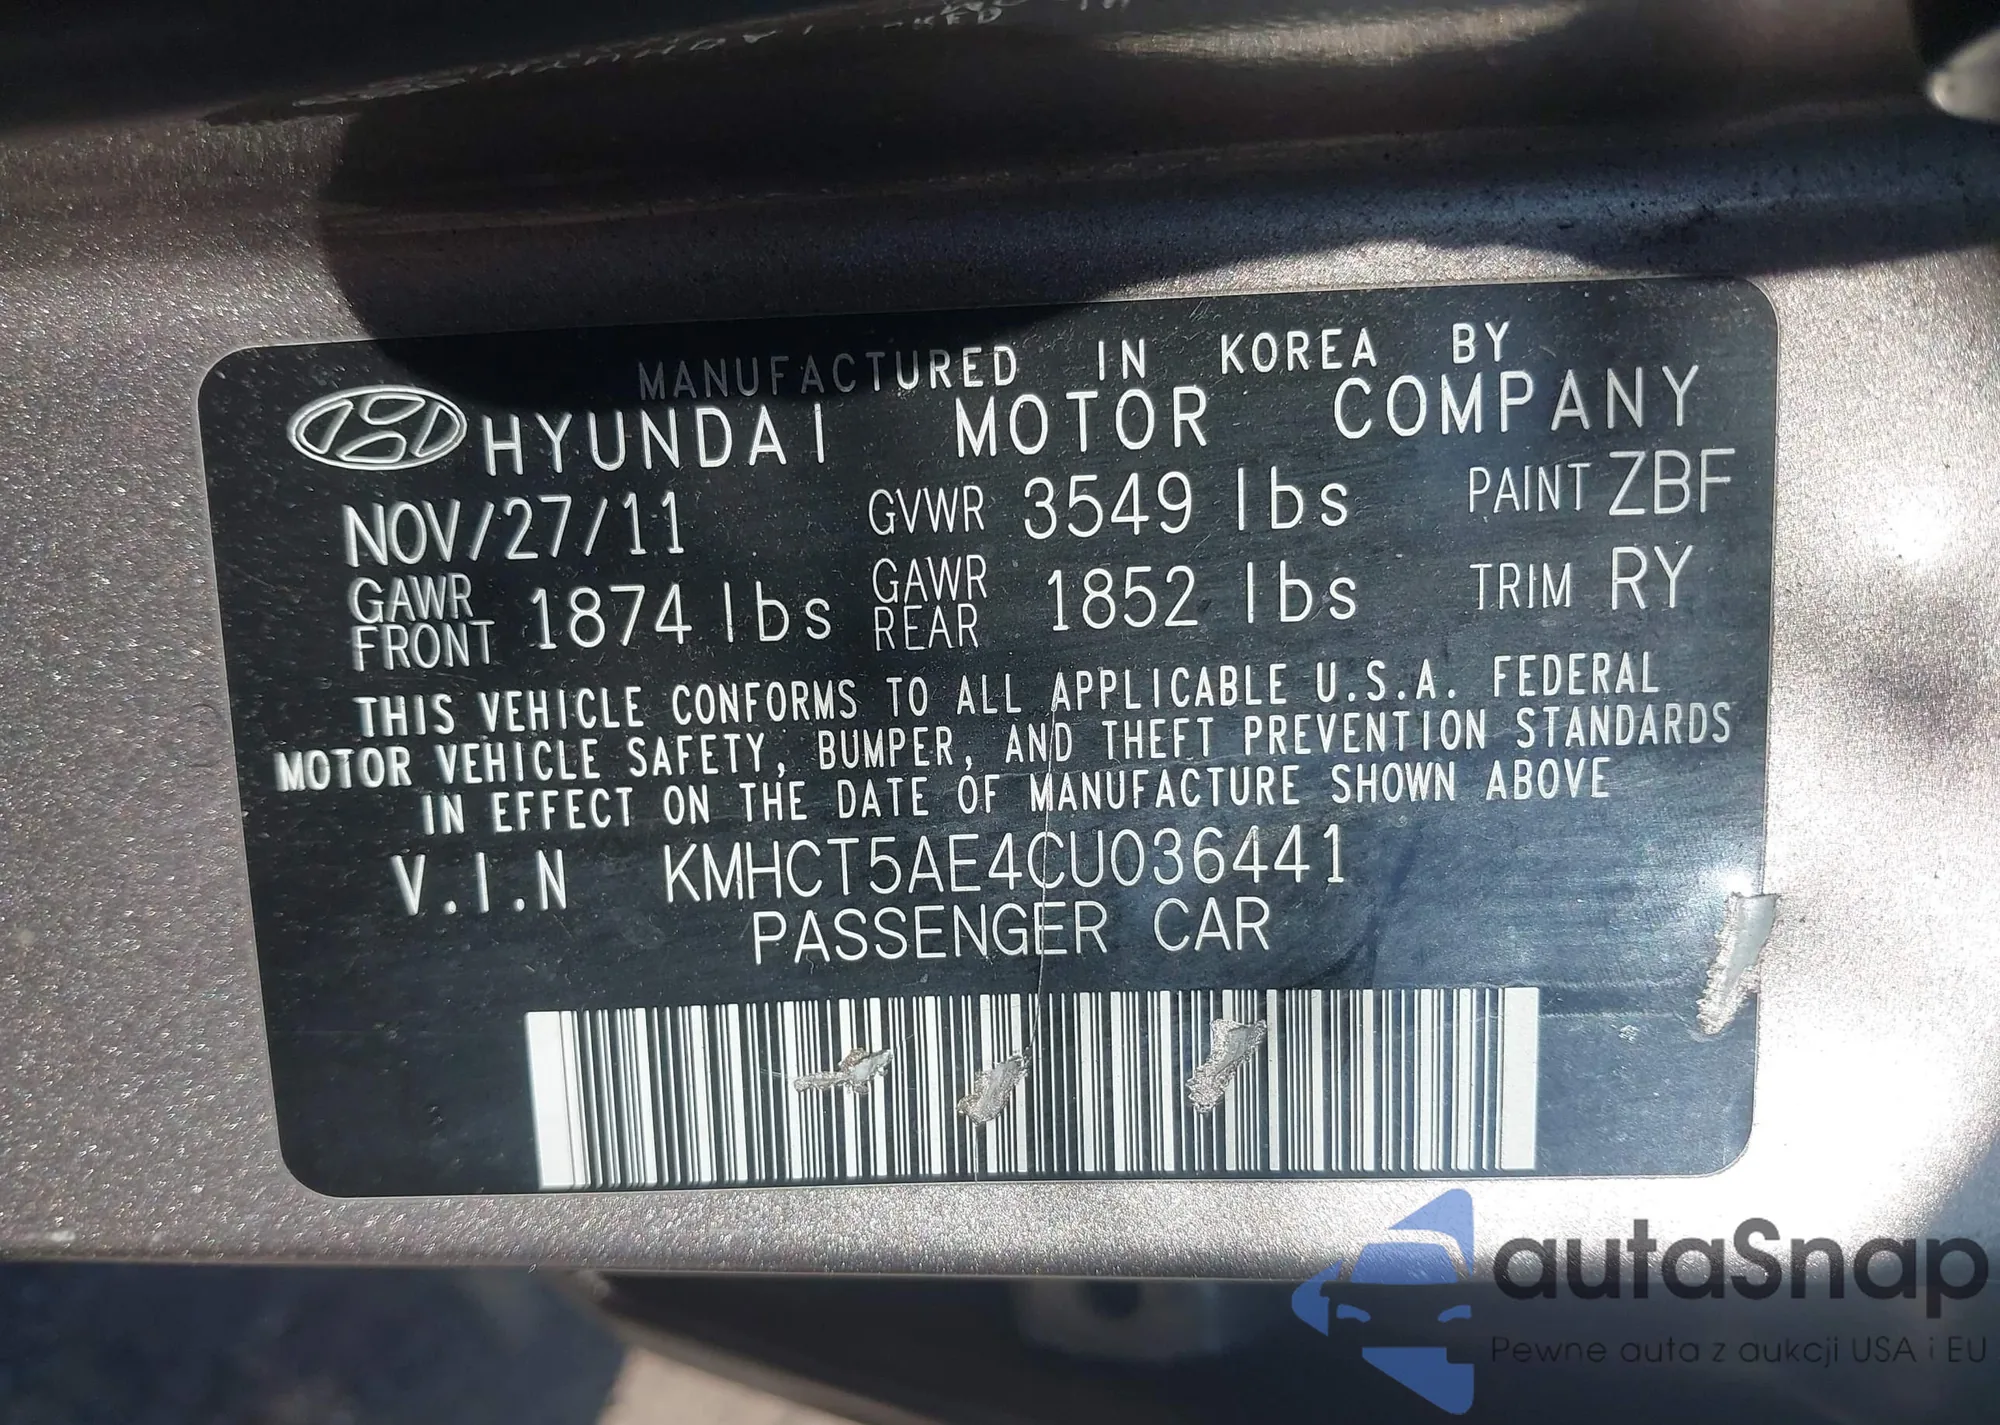 MANUFACTURED IN KOREA BY
HYUNDAI MOTOR COMPANY
NOV/27/11 GVWR 3549 lbs PAINT ZBF
GAWR FRONT 1874 lbs GAWR REAR 1852 lbs TRIM RY
THIS VEHICLE CONFORMS TO ALL APPLICABLE U.S.A. FEDERAL
MOTOR VEHICLE SAFETY, BUMPER, AND THEFT PREVENTION STANDARDS
IN EFFECT ON THE DATE OF MANUFACTURE SHOWN ABOVE
V.I.N KMHCT5AE4CU036441
PASSENGER CAR
autaSnap
Pewne auta z aukcji USA i EU